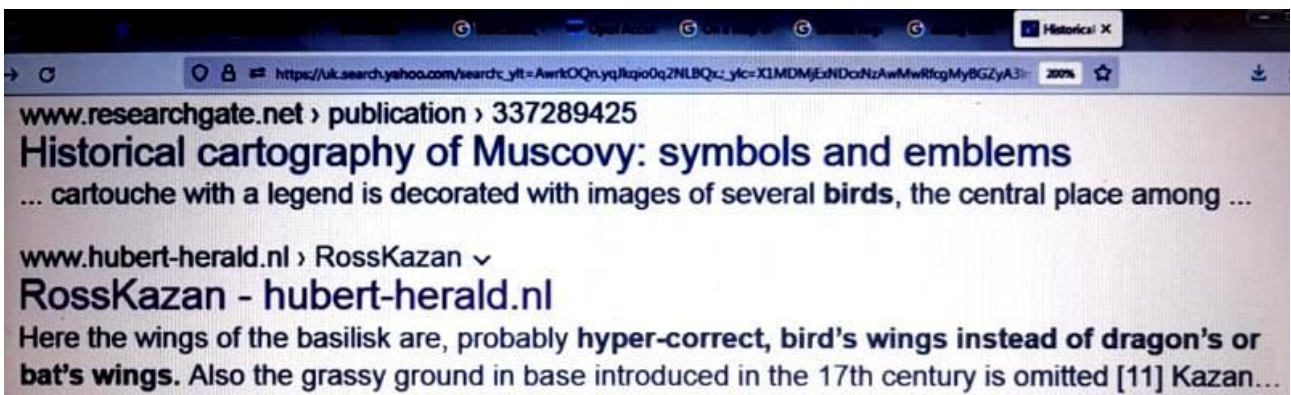 Historical X
https://uk.search.yahoo.com/search;_ylt= 200%
www.researchgate.net › publication › 337289425
Historical cartography of Muscovy: symbols and emblems
... cartouche with a legend is decorated with images of several birds, the central place among ...
www.hubert-herald.nl › RossKazan
RossKazan - hubert-herald.nl
Here the wings of the basilisk are, probably hyper-correct, bird's wings instead of dragon's or
bat's wings. Also the grassy ground in base introduced in the 17th century is omitted [11] Kazan...